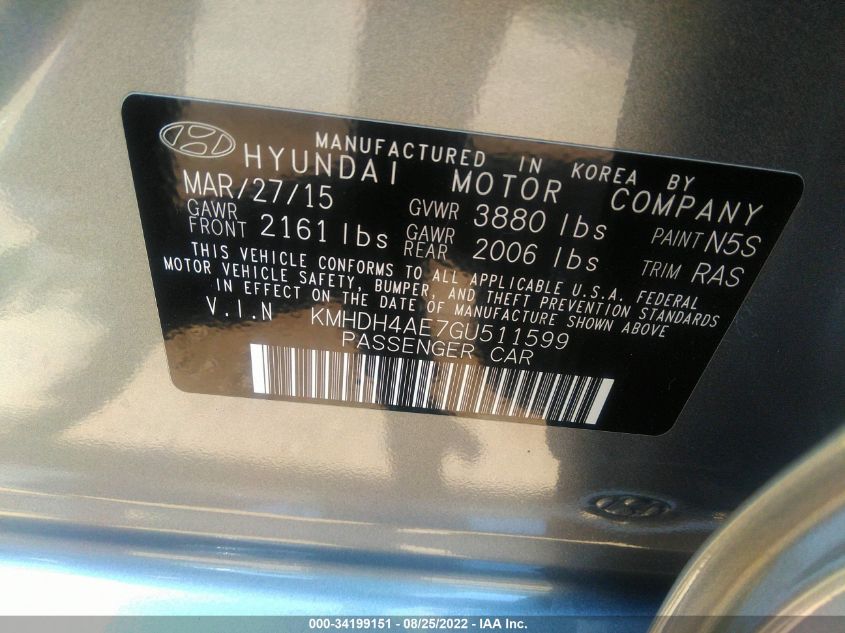 MANUFACTURED IN KOREA BY
HYUNDAI MOTOR COMPANY
MAR/27/15 GVWR 3880 lbs PAINT N5S
GAWR FRONT 2161 lbs GAWR REAR 2006 lbs TRIM RAS
THIS VEHICLE CONFORMS TO ALL APPLICABLE U.S.A. FEDERAL
MOTOR VEHICLE SAFETY, BUMPER, AND THEFT PREVENTION STANDARDS
IN EFFECT ON THE DATE OF MANUFACTURE SHOWN ABOVE
V.I.N KMHDH4AE7GU511599
PASSENGER CAR
000-34199151 - 08/25/2022 - IAA Inc.